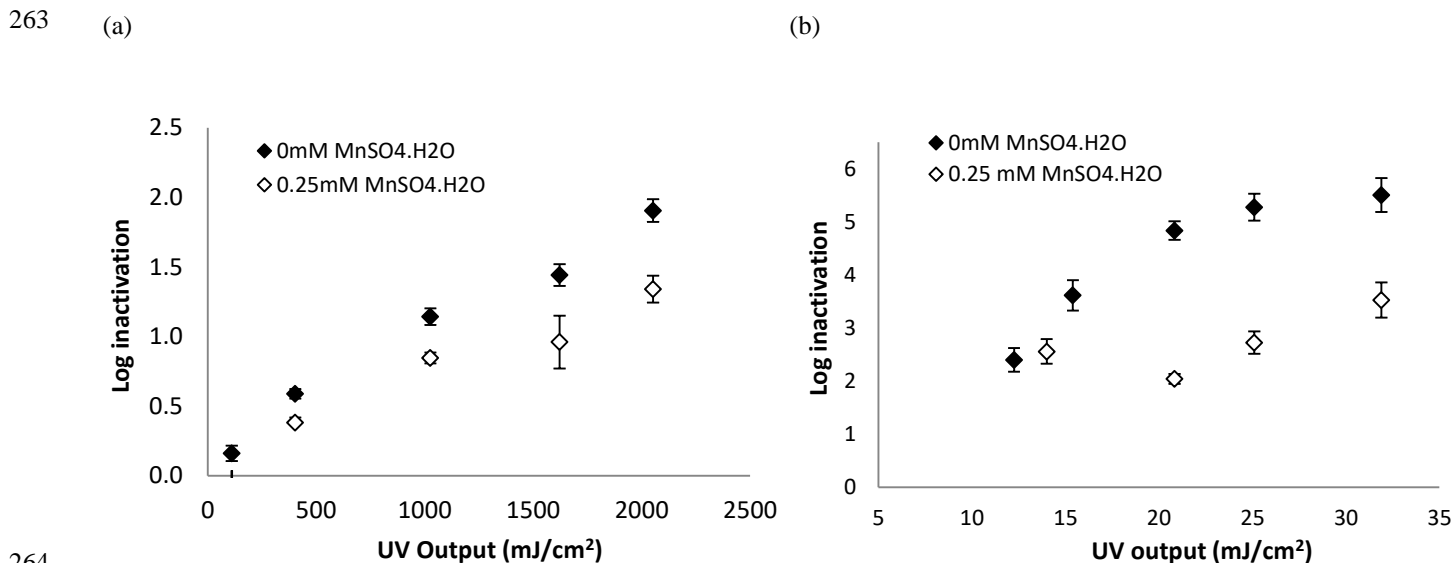 263 (a) (b)
2.5
2.0
1.5
1.0
0.5
0.0
Log inactivation
0mM MnSO4.H2O
0.25mM MnSO4.H2O
0 500 1000 1500 2000 2500
UV Output (mJ/cm²)
6
5
4
3
2
1
0
Log inactivation
0mM MnSO4.H2O
0.25 mM MnSO4.H2O
5 10 15 20 25 30 35
UV output (mJ/cm²)
264